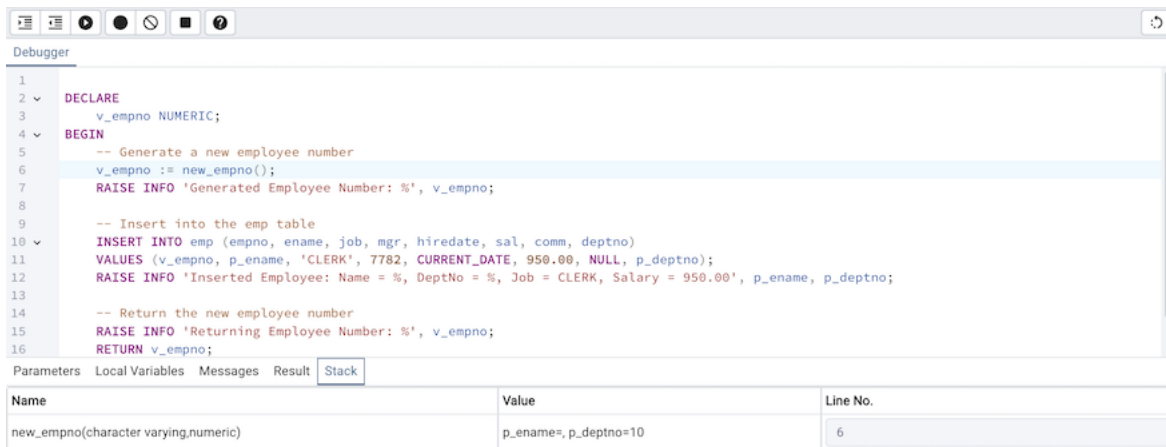 Debugger
1
2 DECLARE
3 v_empno NUMERIC;
4 BEGIN
5 -- Generate a new employee number
6 v_empno := new_empno();
7 RAISE INFO 'Generated Employee Number: %', v_empno;
8
9 -- Insert into the emp table
10 INSERT INTO emp (empno, ename, job, mgr, hiredate, sal, comm, deptno)
11 VALUES (v_empno, p_ename, 'CLERK', 7782, CURRENT_DATE, 950.00, NULL, p_deptno);
12 RAISE INFO 'Inserted Employee: Name = %, DeptNo = %, Job = CLERK, Salary = 950.00', p_ename, p_deptno;
13
14 -- Return the new employee number
15 RAISE INFO 'Returning Employee Number: %', v_empno;
16 RETURN v_empno;
Parameters Local Variables Messages Result Stack
Name Value Line No.
new_empno(character varying,numeric) p_ename=, p_deptno=10 6